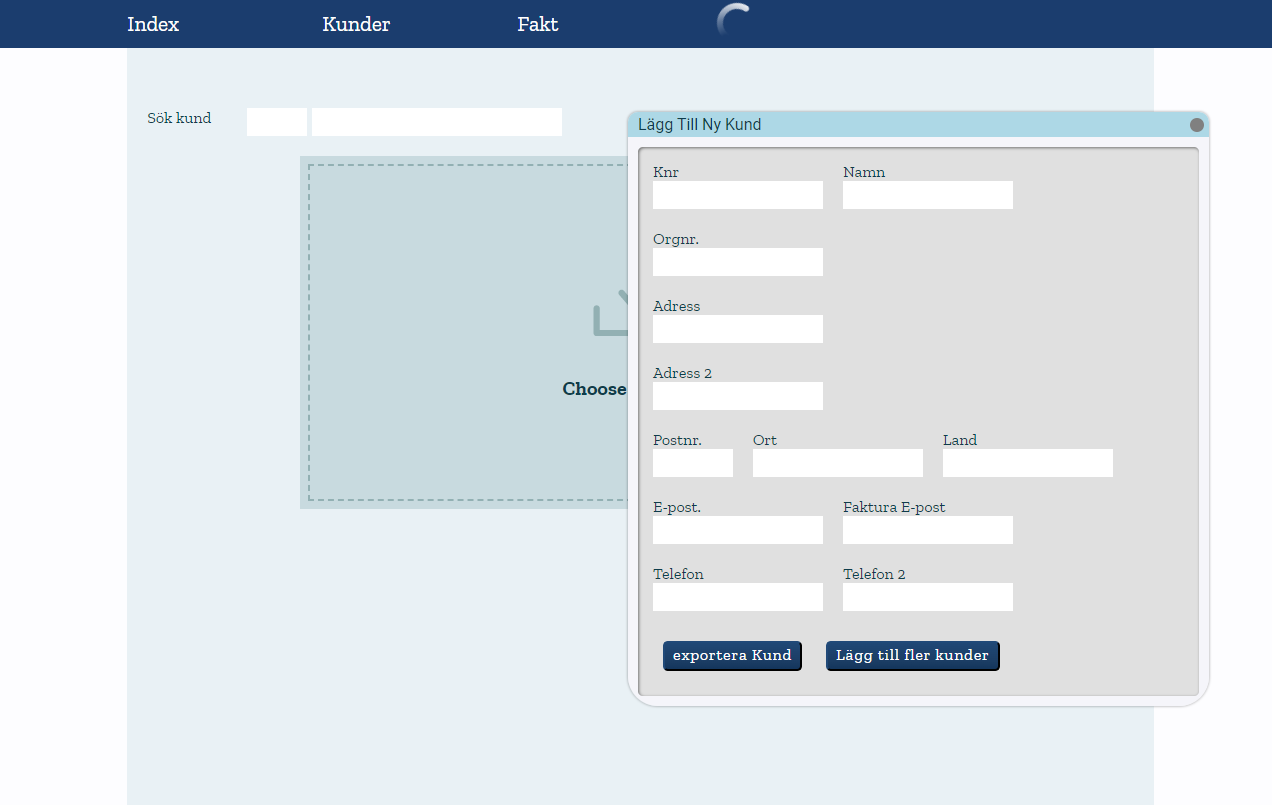 Index Kunder Fakt
Sök kund
Choose
Lägg Till Ny Kund
Knr Namn
Orgnr.
Adress
Adress 2
Postnr. Ort Land
E-post. Faktura E-post
Telefon Telefon 2
exportera Kund Lägg till fler kunder